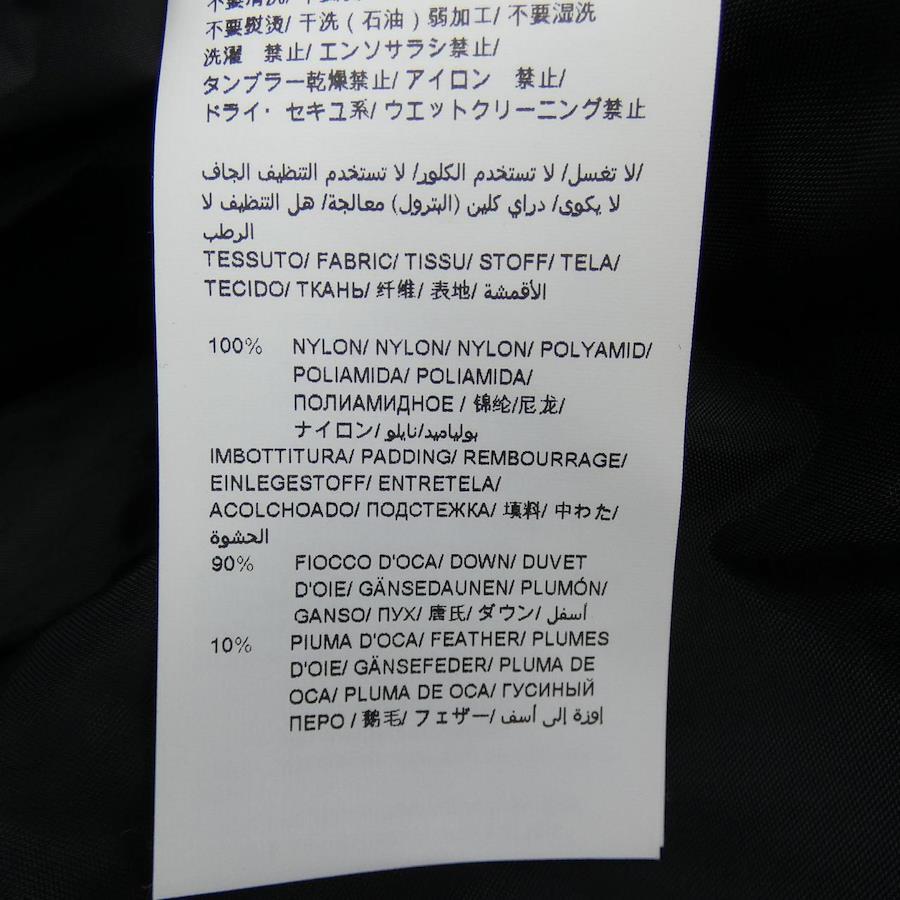 不要熨烫/ 干洗 ( 石油 ) 弱加工/ 不要湿洗
洗濯　禁止/ エンソサラシ禁止/
タンブラー乾燥禁止/ アイロン　禁止/
ドライ・ セキユ系/ ウエットクリーニング禁止
لا تغسل/ لا تستخدم الكلور/ لا تستخدم التنظيف الجاف/
لا يكوى/ دراي كلين (البترول) معالجة/ هل التنظيف لا
الرطب
TESSUTO/ FABRIC/ TISSU/ STOFF/ TELA/
TECIDO/ ТКАНЬ/ 纤维/ 表地/ الأقمشة
100% NYLON/ NYLON/ NYLON/ POLYAMID/
POLIAMIDA/ POLIAMIDA/
ПОЛИАМИДНОЕ / 锦纶/尼龙/
ナイロン/ بولياميد/نايلو
IMBOTTITURA/ PADDING/ REMBOURRAGE/
EINLEGESTOFF/ ENTRETELA/
ACOLCHOADO/ ПОДСТЕЖКА/ 填料/ 中わた/
الحشوة
90% FIOCCO D'OCA/ DOWN/ DUVET
D'OIE/ GÄNSEDAUNEN/ PLUMÓN/
GANSO/ ПУХ/ 唐氏/ ダウン/ أسفل
10% PIUMA D'OCA/ FEATHER/ PLUMES
D'OIE/ GÄNSEFEDER/ PLUMA DE
OCA/ PLUMA DE OCA/ ГУСИНЫЙ
ПЕРО / 鹅毛/ フェザー/ إوزة إلى أسف